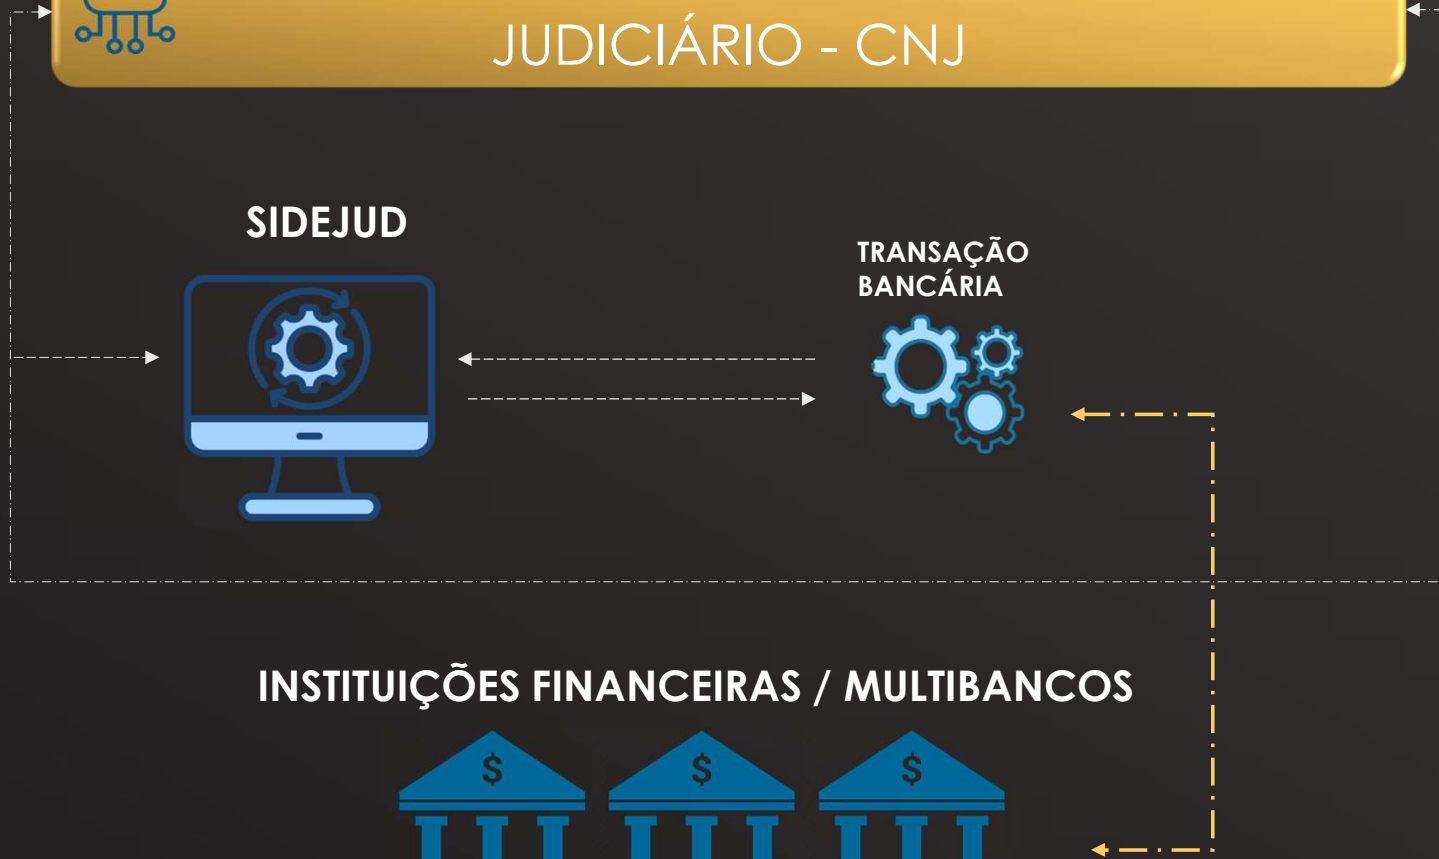 JUDICIÁRIO - CNJ
SIDEJUD
TRANSAÇÃO
BANCÁRIA
INSTITUIÇÕES FINANCEIRAS / MULTIBANCOS
$ $ $